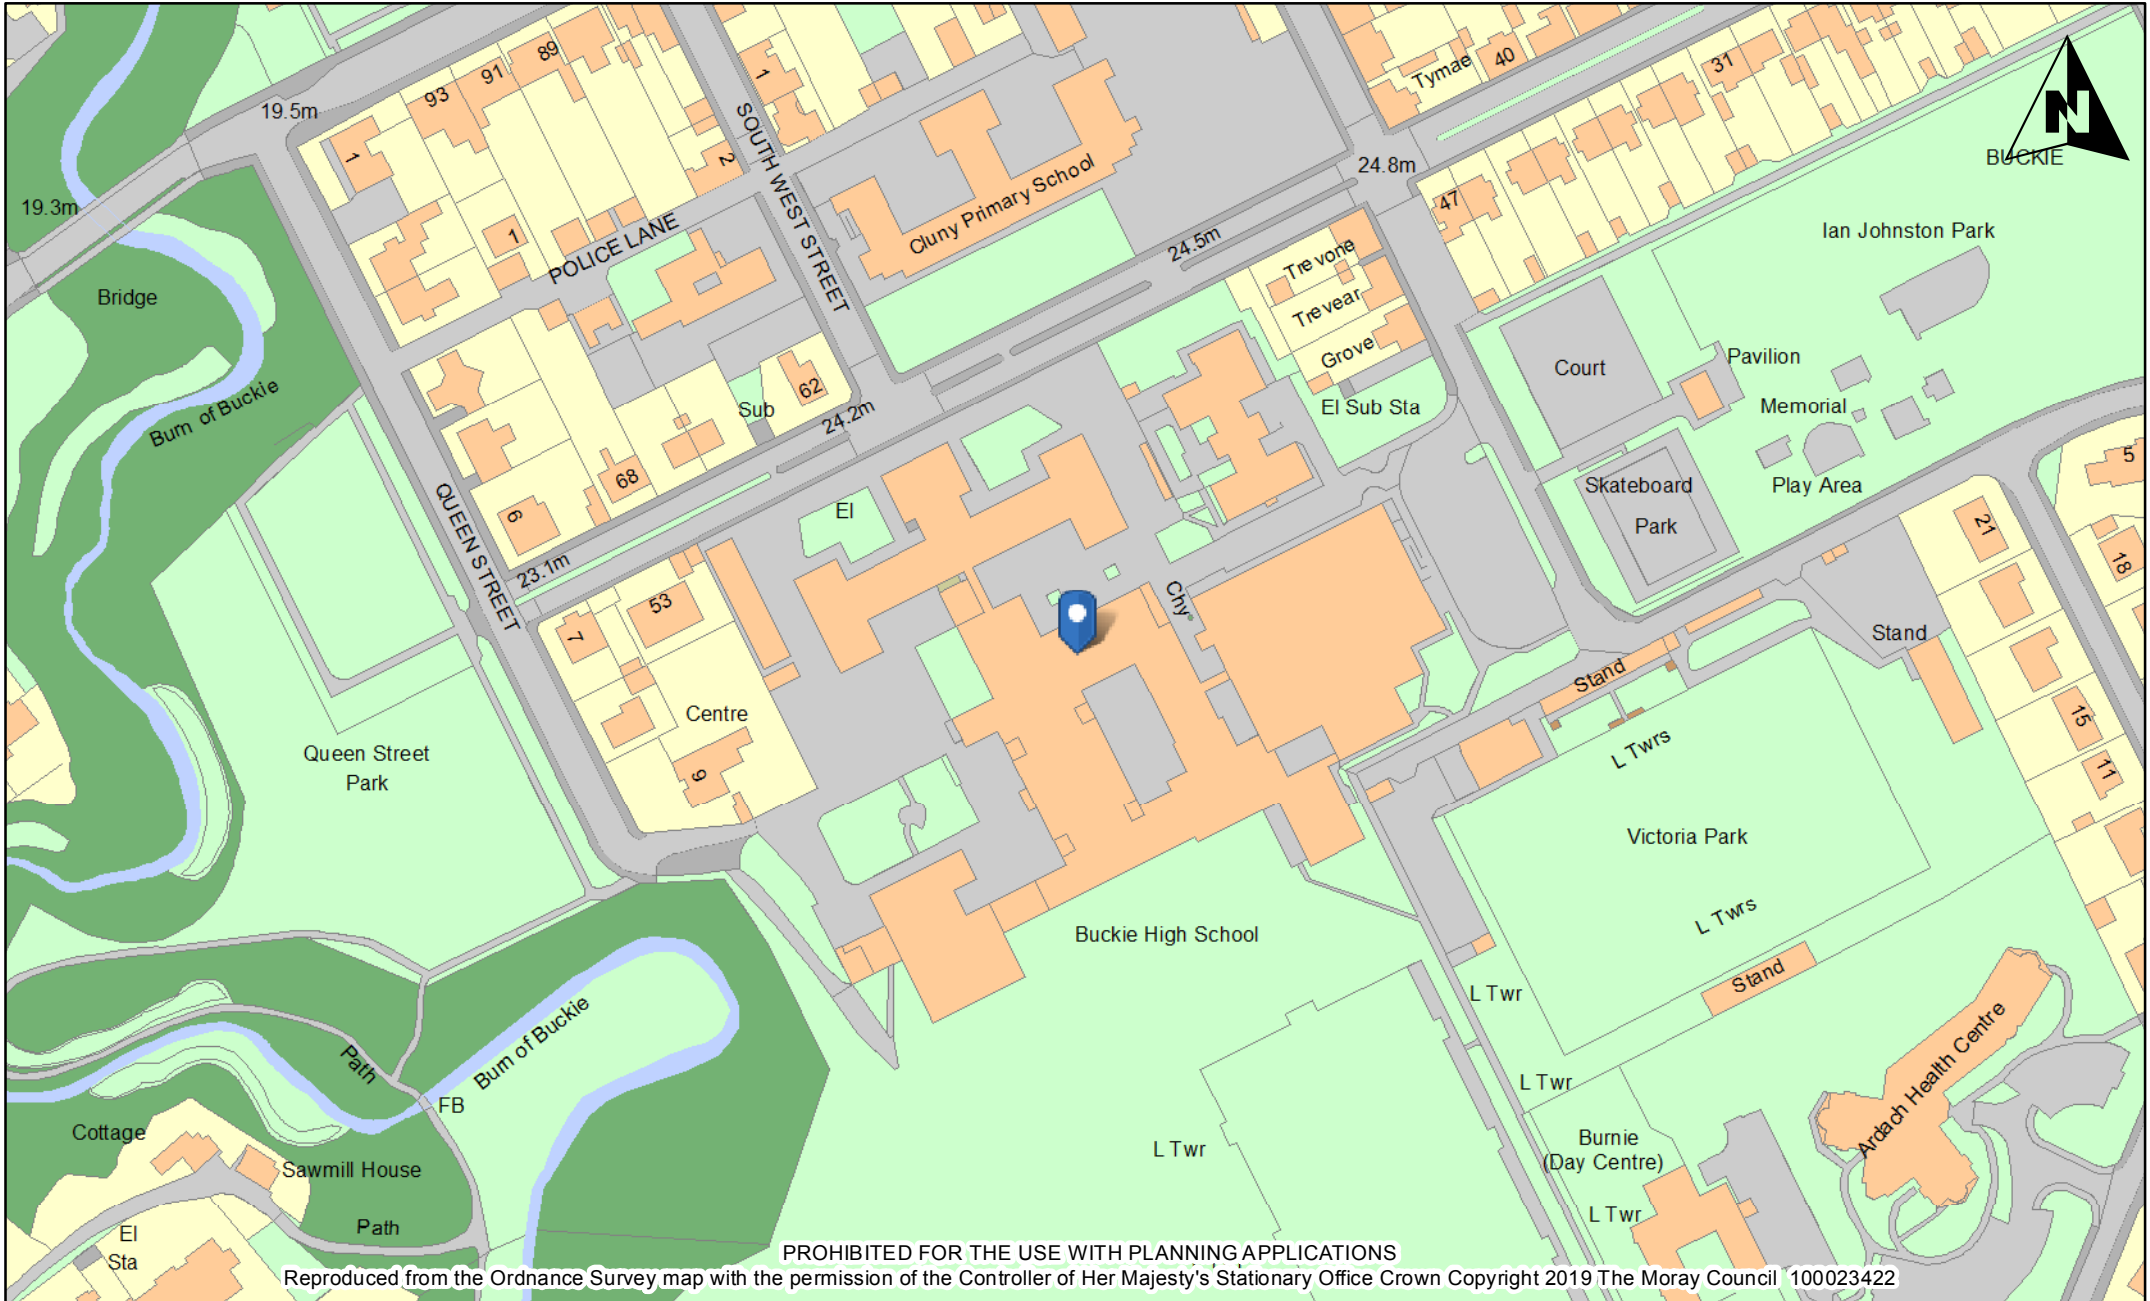 89
91
93
1
40
Tymae
31
N
19.5m
SOUTH WEST STREET
BUCKIE
1
2
Cluny Primary School
24.8m
19.3m
47
1
POLICE LANE
24.5m
Trevone
Ian Johnston Park
Bridge
Trevear
Grove
Court
Pavilion
Burn of Buckie
62
Sub
24.2m
El Sub Sta
Memorial
5
68
Skateboard
Park
Play Area
El
6
21
QUEEN STREET
23.1m
18
7
53
Chy
Stand
Stand
Centre
15
Queen Street
Park
9
L Twrs
11
Victoria Park
L Twrs
Buckie High School
Stand
L Twr
Burn of Buckie
Path
Ardach Health Centre
L Twr
FB
Cottage
L Twr
Burnie
(Day Centre)
Sawmill House
Path
L Twr
El
Sta
PROHIBITED FOR THE USE WITH PLANNING APPLICATIONS
Reproduced from the Ordnance Survey map with the permission of the Controller of Her Majesty's Stationary Office Crown Copyright 2019 The Moray Council 100023422